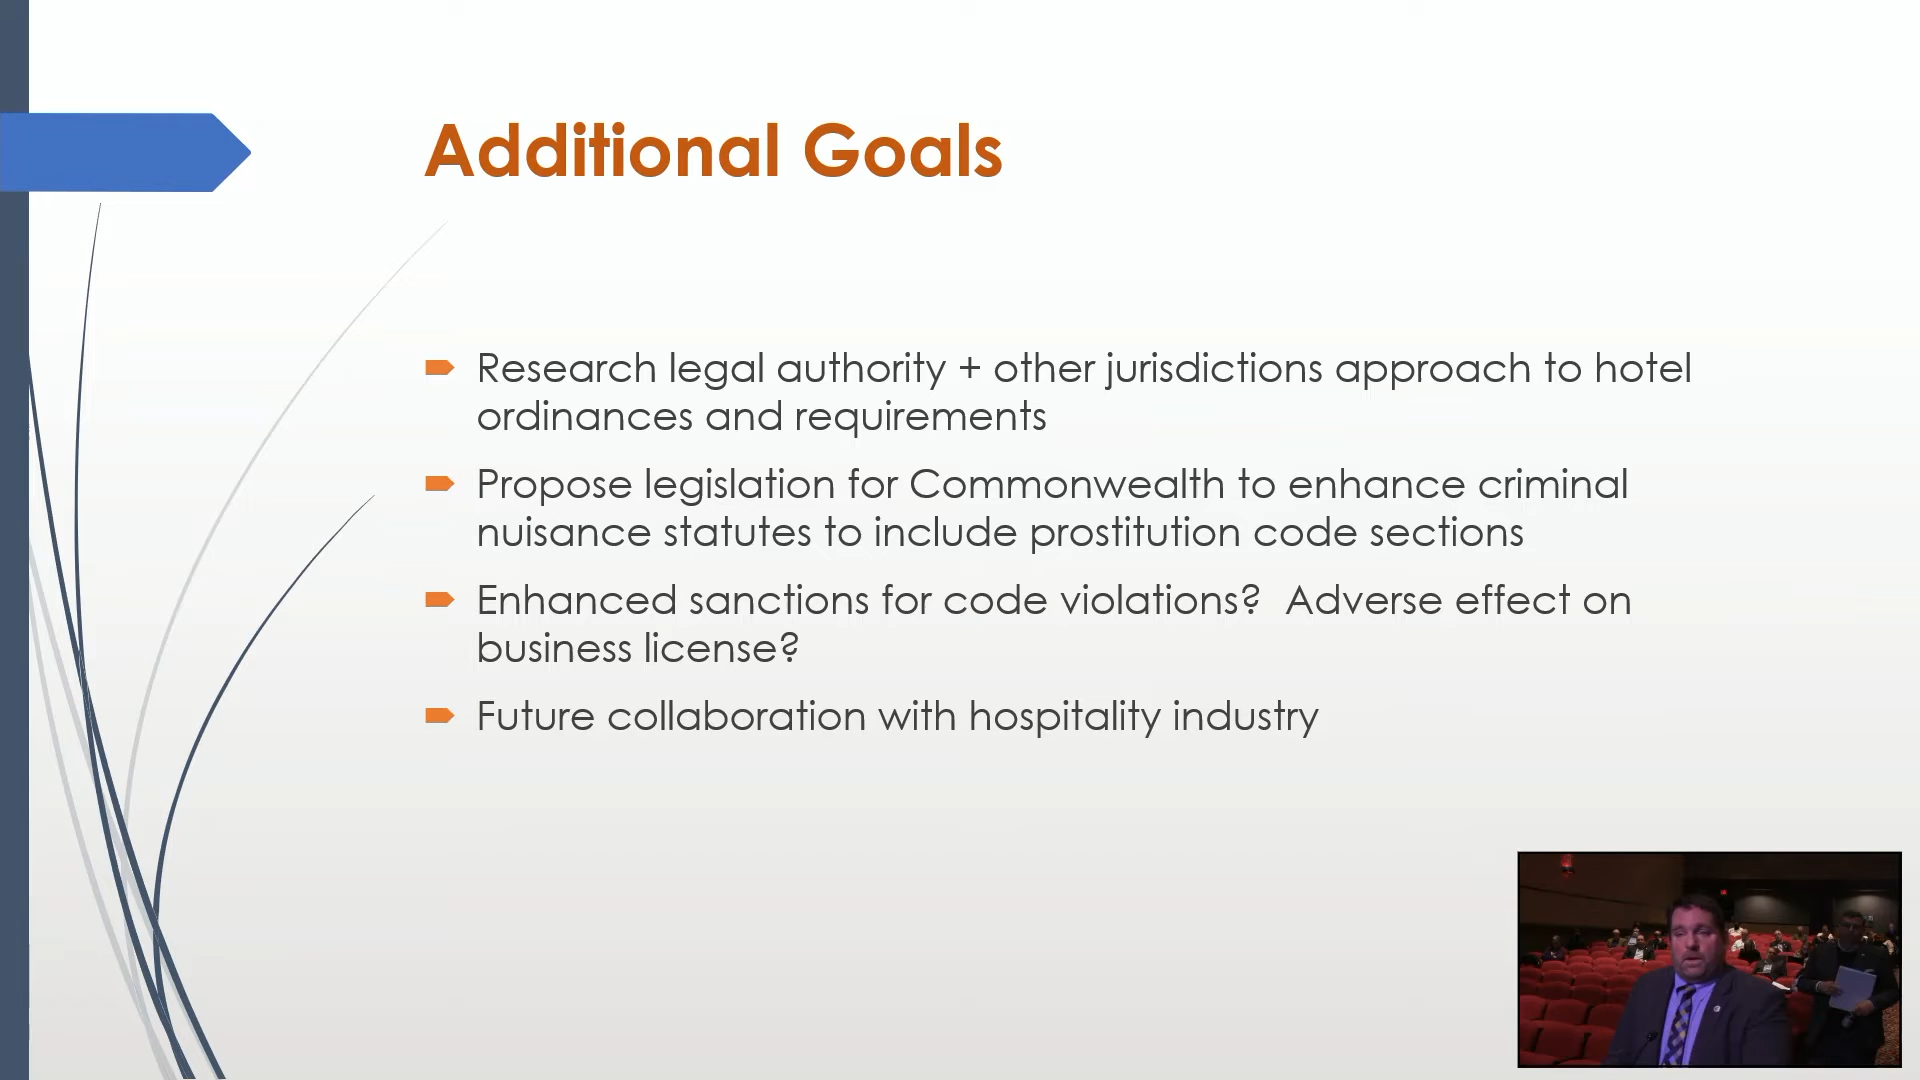 Additional Goals
Research legal authority + other jurisdictions approach to hotel
ordinances and requirements
Propose legislation for Commonwealth to enhance criminal
nuisance statutes to include prostitution code sections
Enhanced sanctions for code violations?  Adverse effect on
business license?
Future collaboration with hospitality industry